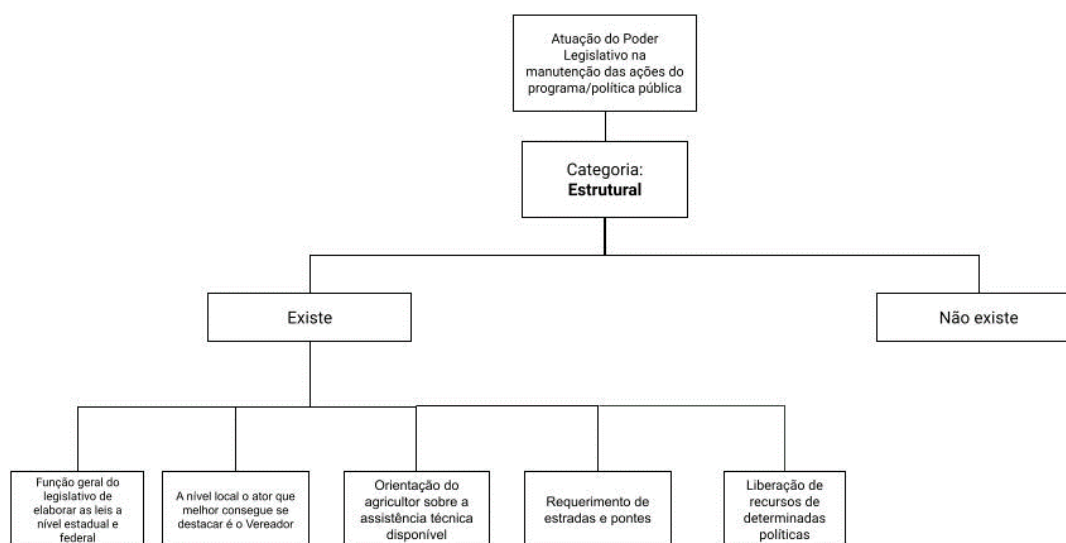 Atuação do Poder
Legislativo na
manutenção das ações do
programa/política pública
Categoria:
Estrutural
Existe
Não existe
Função geral do
legislativo de
elaborar as leis a
nível estadual e
federal
A nível local o ator que
melhor consegue se
destacar é o Vereador
Orientação do
agricultor sobre a
assistência técnica
disponível
Requerimento de
estradas e pontes
Liberação de
recursos de
determinadas
políticas